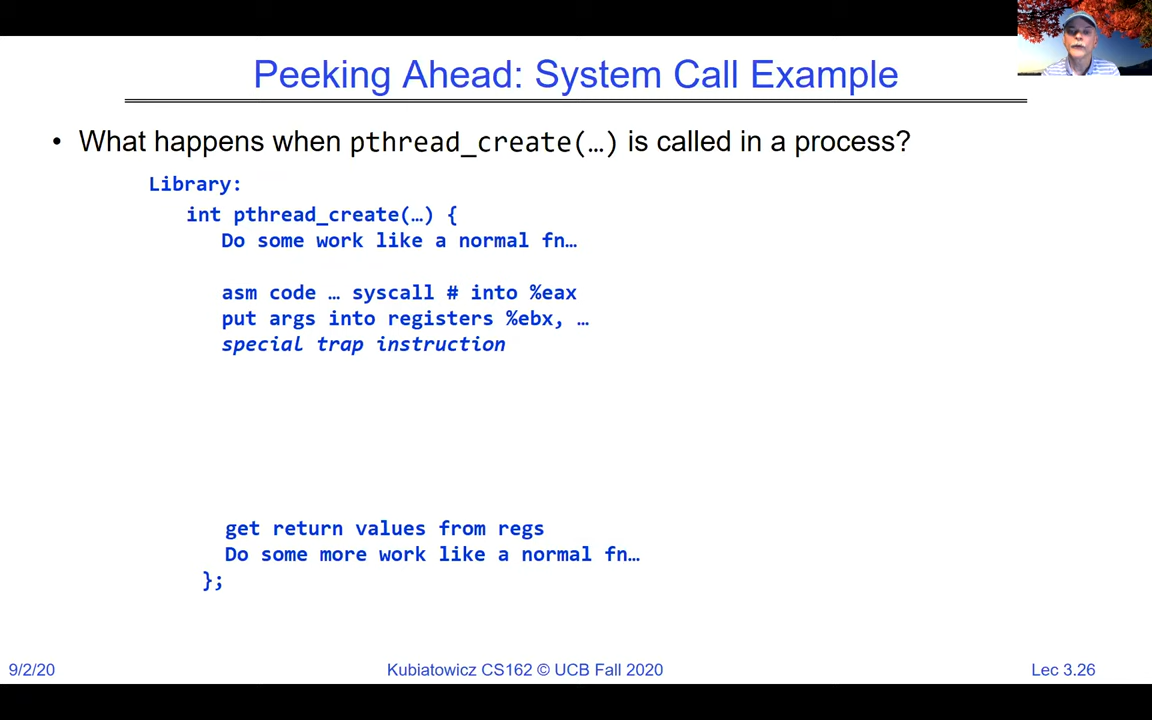 Peeking Ahead: System Call Example
• What happens when pthread_create(…) is called in a process?
Library:
int pthread_create(…) {
Do some work like a normal fn…
asm code … syscall # into %eax
put args into registers %ebx, …
special trap instruction
get return values from regs
Do some more work like a normal fn…
};
9/2/20
Kubiatowicz CS162 © UCB Fall 2020
Lec 3.26